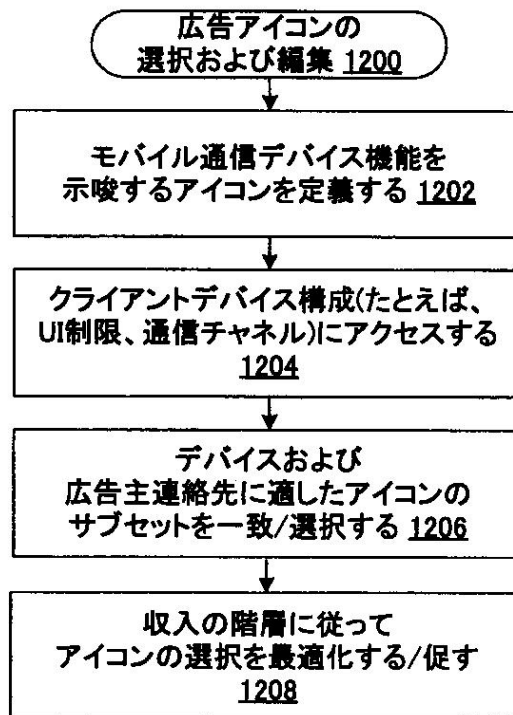 広告アイコンの
選択および編集 1200
モバイル通信デバイス機能を
示唆するアイコンを定義する 1202
クライアントデバイス構成(たとえば、
UI制限、通信チャネル)にアクセスする
1204
デバイスおよび
広告主連絡先に適したアイコンの
サブセットを一致/選択する 1206
収入の階層に従って
アイコンの選択を最適化する/促す
1208